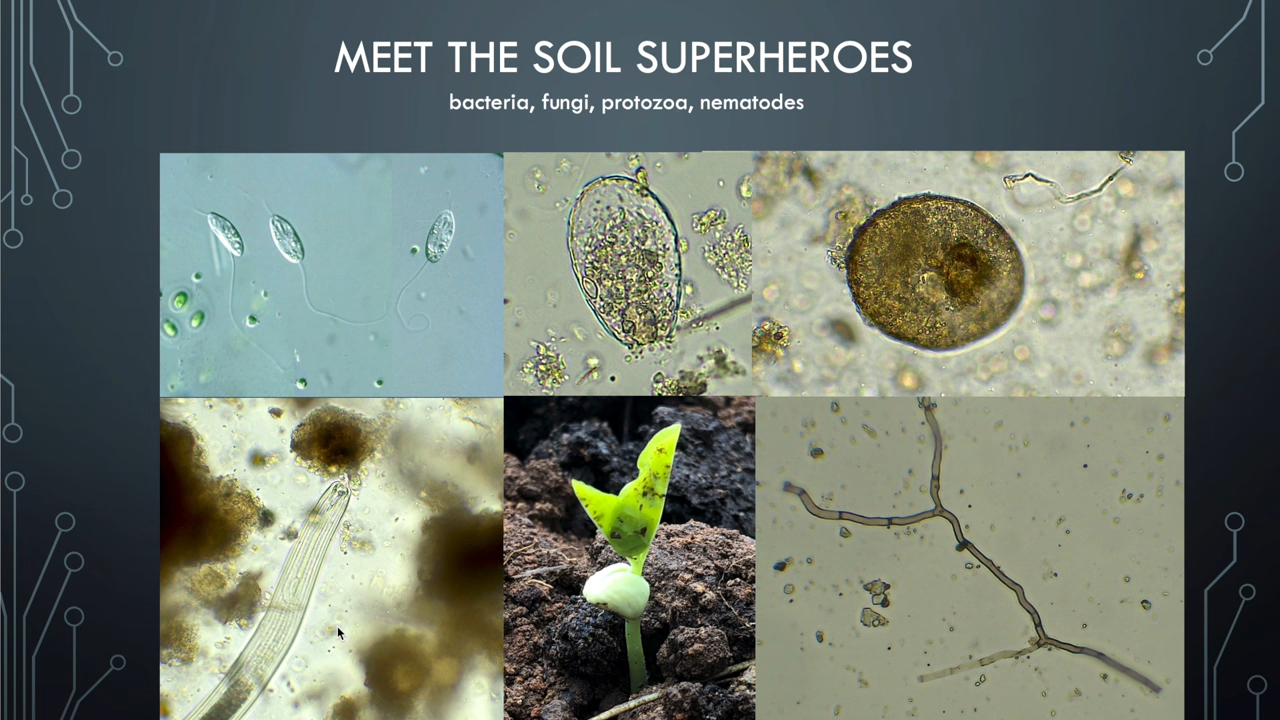 MEET THE SOIL SUPERHEROES
bacteria, fungi, protozoa, nematodes